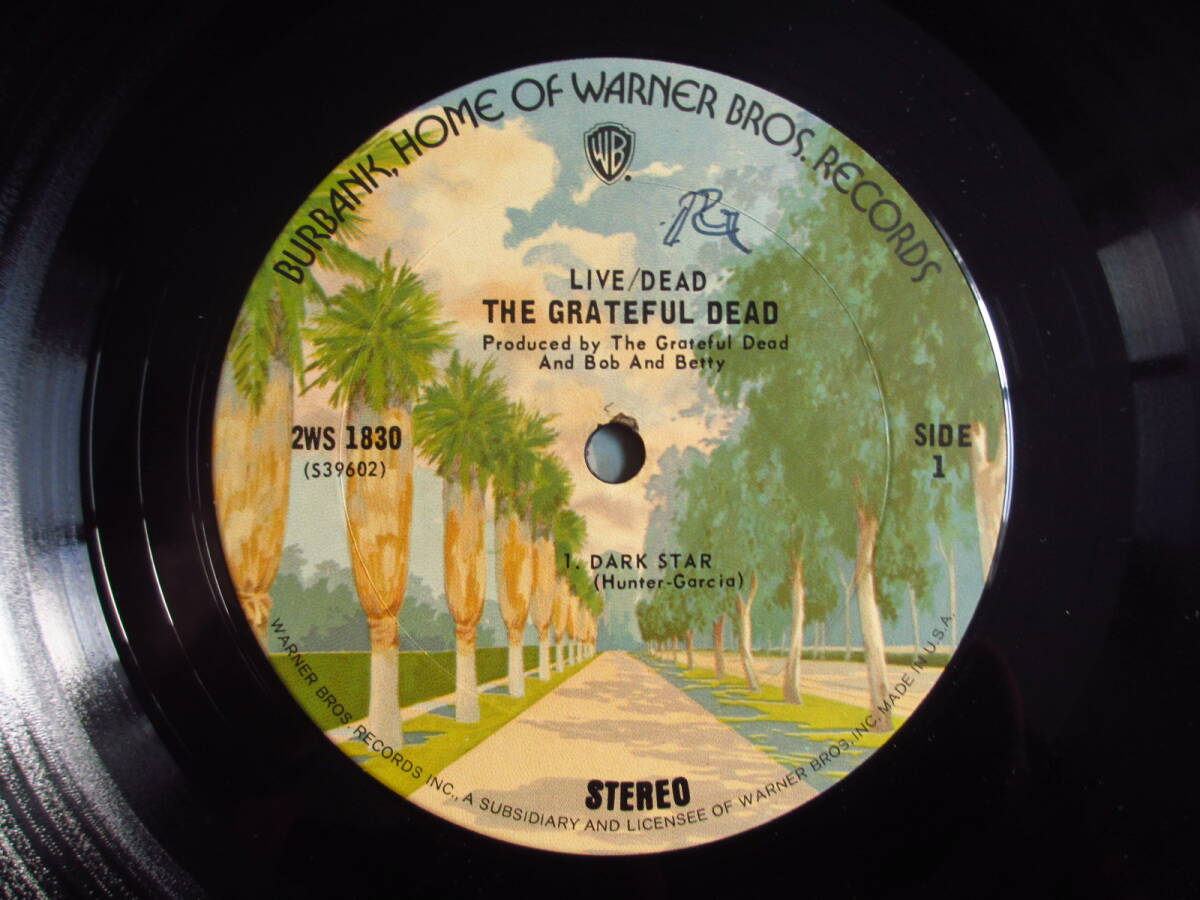 BURBANK, HOME OF WARNER BROS. RECORDS
WB
LIVE/DEAD
THE GRATEFUL DEAD
Produced by The Grateful Dead
And Bob And Betty
2WS 1830
(S39602)
SIDE
1
1. DARK STAR
(Hunter-Garcia)
STEREO
WARNER BROS. RECORDS INC., A SUBSIDIARY AND LICENSEE OF WARNER BROS. INC. MADE IN U.S.A.